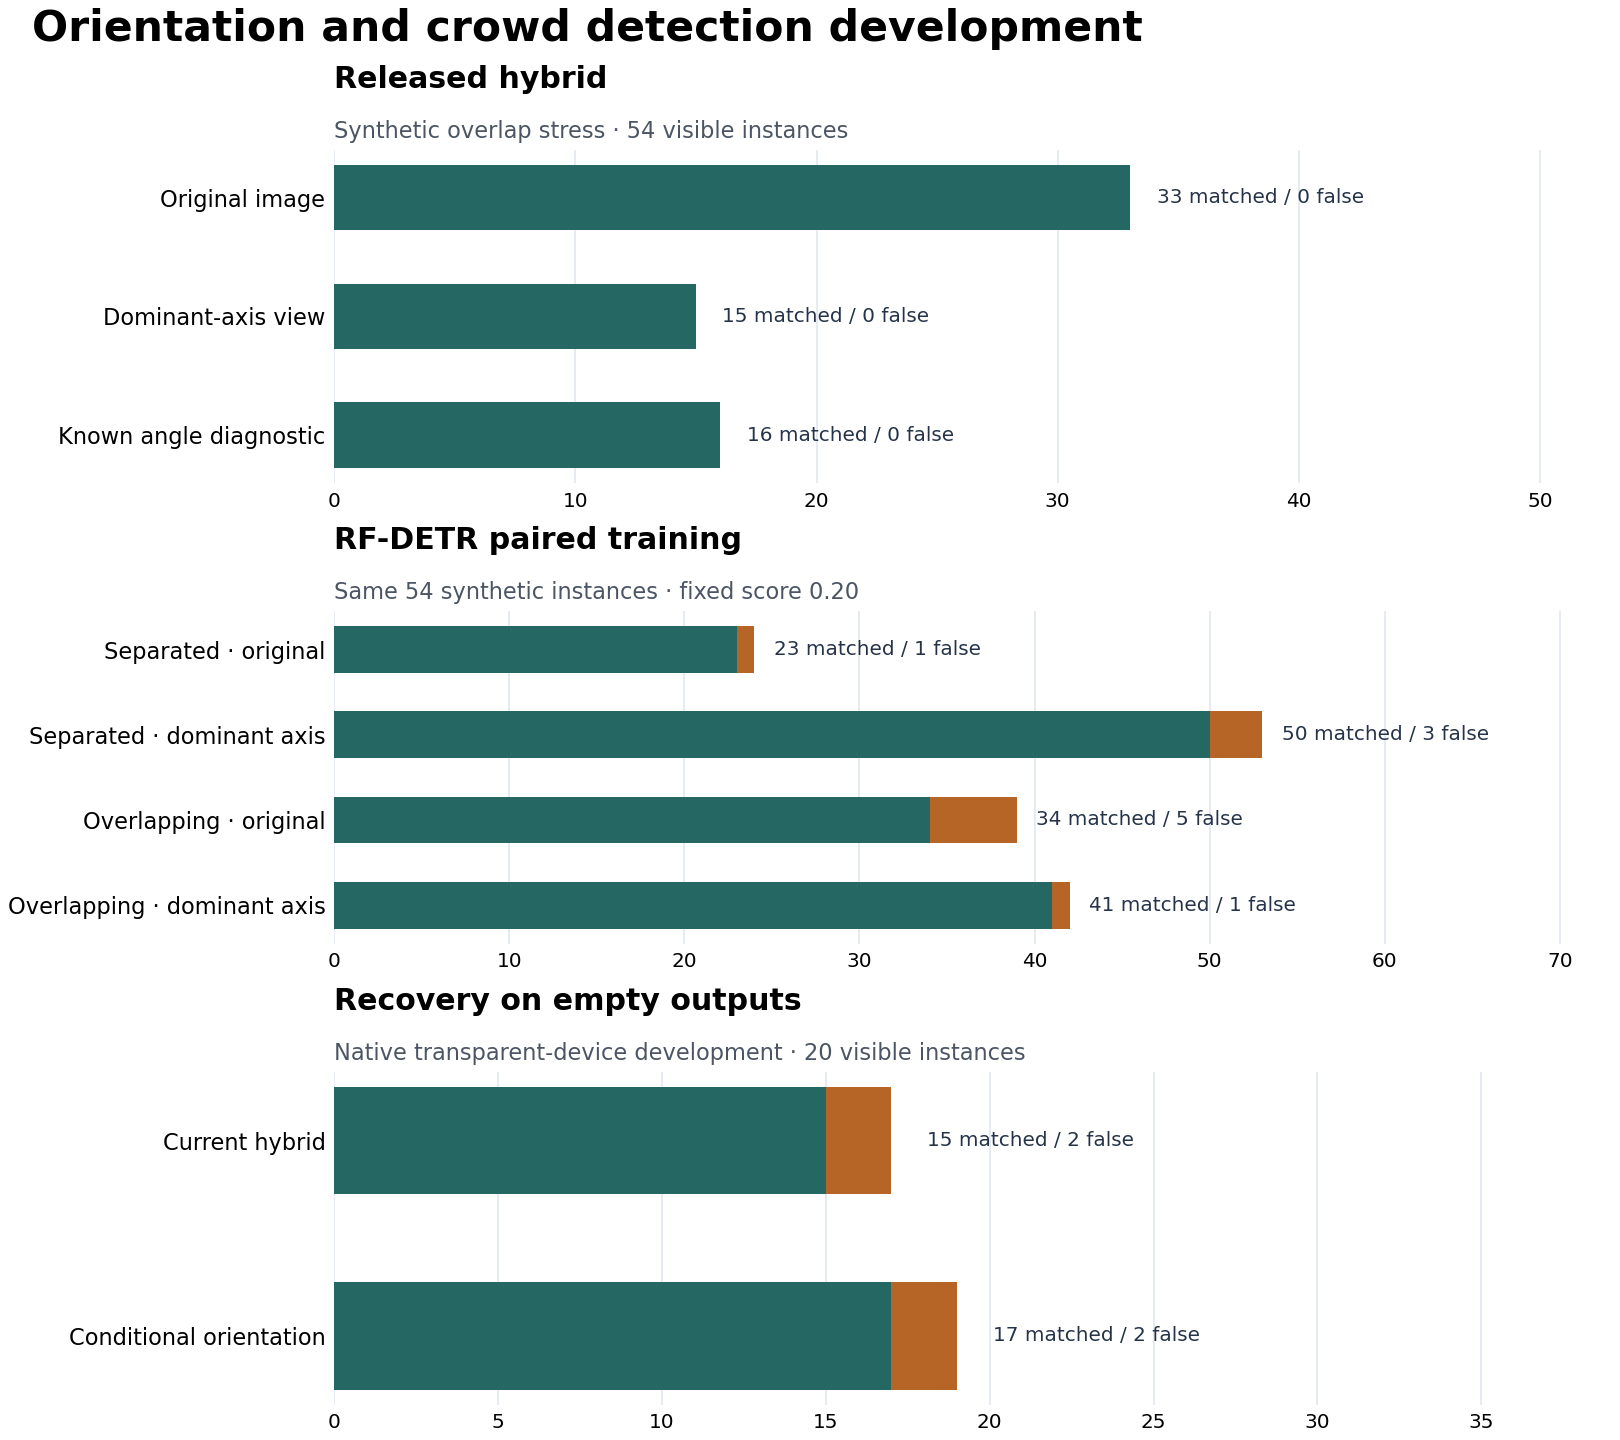 Orientation and crowd detection development
Released hybrid
Synthetic overlap stress · 54 visible instances
Original image
33 matched / 0 false
Dominant-axis view
15 matched / 0 false
Known angle diagnostic
16 matched / 0 false
0 10 20 30 40 50
RF-DETR paired training
Same 54 synthetic instances · fixed score 0.20
Separated · original
23 matched / 1 false
Separated · dominant axis
50 matched / 3 false
Overlapping · original
34 matched / 5 false
Overlapping · dominant axis
41 matched / 1 false
0 10 20 30 40 50 60 70
Recovery on empty outputs
Native transparent-device development · 20 visible instances
Current hybrid
15 matched / 2 false
Conditional orientation
17 matched / 2 false
0 5 10 15 20 25 30 35